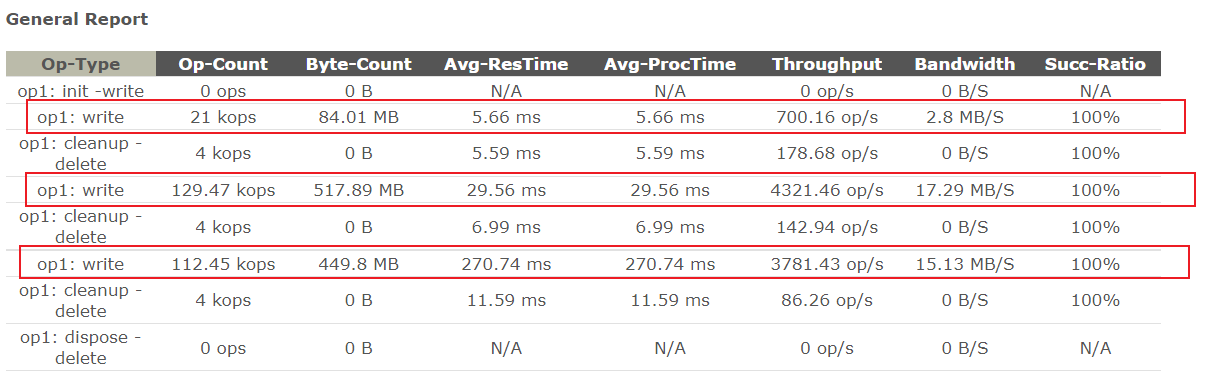 General Report
Op-Type Op-Count Byte-Count Avg-ResTime Avg-ProcTime Throughput Bandwidth Succ-Ratio
op1: init -write 0 ops 0 B N/A N/A 0 op/s 0 B/S N/A
op1: write 21 kops 84.01 MB 5.66 ms 5.66 ms 700.16 op/s 2.8 MB/S 100%
op1: cleanup -
delete 4 kops 0 B 5.59 ms 5.59 ms 178.68 op/s 0 B/S 100%
op1: write 129.47 kops 517.89 MB 29.56 ms 29.56 ms 4321.46 op/s 17.29 MB/S 100%
op1: cleanup -
delete 4 kops 0 B 6.99 ms 6.99 ms 142.94 op/s 0 B/S 100%
op1: write 112.45 kops 449.8 MB 270.74 ms 270.74 ms 3781.43 op/s 15.13 MB/S 100%
op1: cleanup -
delete 4 kops 0 B 11.59 ms 11.59 ms 86.26 op/s 0 B/S 100%
op1: dispose -
delete 0 ops 0 B N/A N/A 0 op/s 0 B/S N/A